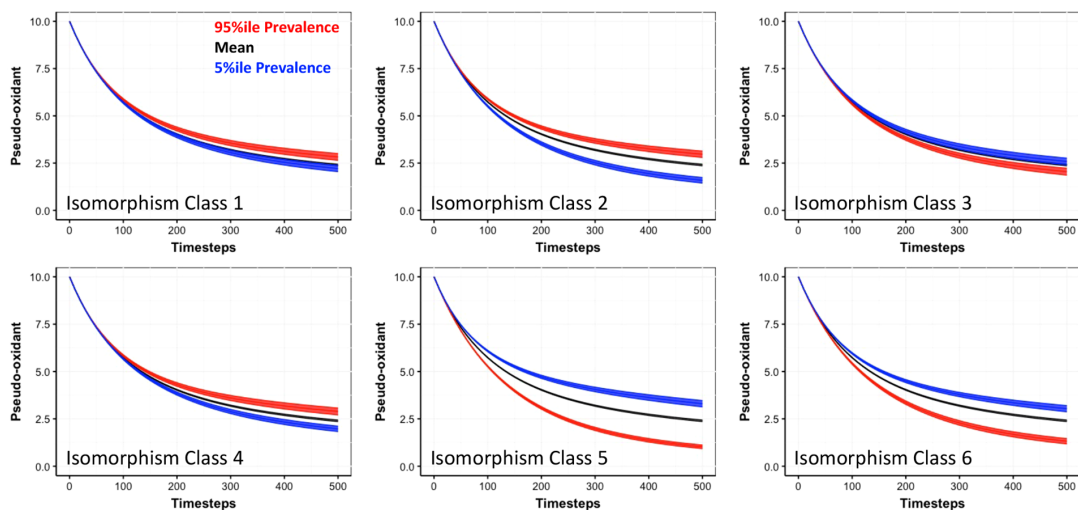 95%ile Prevalence
Mean
5%ile Prevalence
Pseudo-oxidant
10.0
7.5
5.0
2.5
0.0
Isomorphism Class 1
0 100 200 300 400 500
Timesteps
Pseudo-oxidant
10.0
7.5
5.0
2.5
0.0
Isomorphism Class 2
0 100 200 300 400 500
Timesteps
Pseudo-oxidant
10.0
7.5
5.0
2.5
0.0
Isomorphism Class 3
0 100 200 300 400 500
Timesteps
Pseudo-oxidant
10.0
7.5
5.0
2.5
0.0
Isomorphism Class 4
0 100 200 300 400 500
Timesteps
Pseudo-oxidant
10.0
7.5
5.0
2.5
0.0
Isomorphism Class 5
0 100 200 300 400 500
Timesteps
Pseudo-oxidant
10.0
7.5
5.0
2.5
0.0
Isomorphism Class 6
0 100 200 300 400 500
Timesteps